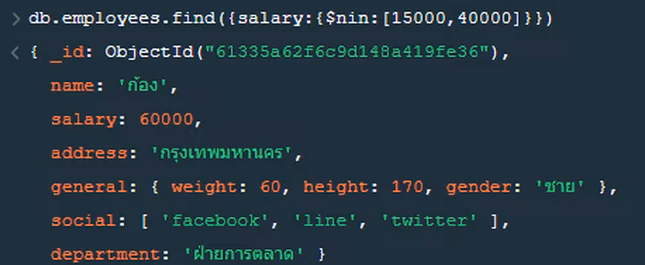 > db.employees.find({salary:{$nin:[15000,40000]}})
< { _id: ObjectId("61335a62f6c9d148a419fe36"),
name: 'ก้อง',
salary: 60000,
address: 'กรุงเทพมหานคร',
general: { weight: 60, height: 170, gender: 'ชาย' },
social: [ 'facebook', 'line', 'twitter' ],
department: 'ฝ่ายการตลาด' }